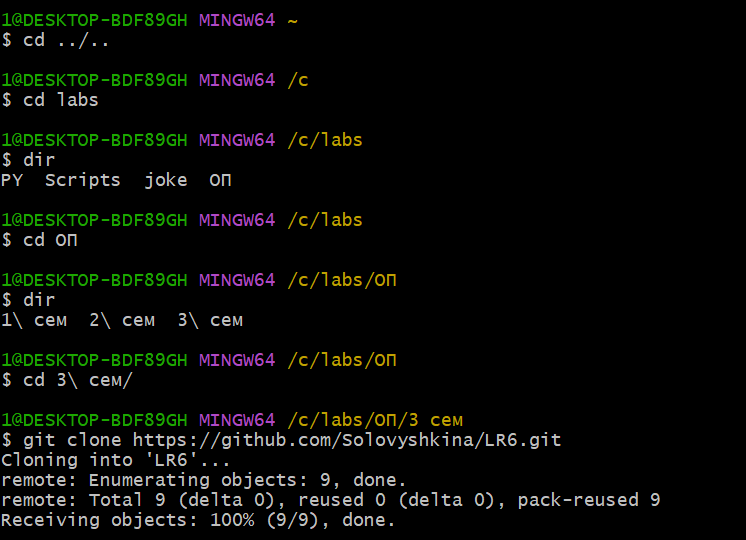 1@DESKTOP-BDF89GH MINGW64 ~
$ cd ../..
1@DESKTOP-BDF89GH MINGW64 /c
$ cd labs
1@DESKTOP-BDF89GH MINGW64 /c/labs
$ dir
PY  Scripts  joke  ОП
1@DESKTOP-BDF89GH MINGW64 /c/labs
$ cd ОП
1@DESKTOP-BDF89GH MINGW64 /c/labs/ОП
$ dir
1\ сем  2\ сем  3\ сем
1@DESKTOP-BDF89GH MINGW64 /c/labs/ОП
$ cd 3\ сем/
1@DESKTOP-BDF89GH MINGW64 /c/labs/ОП/3 сем
$ git clone https://github.com/Solovyshkina/LR6.git
Cloning into 'LR6'...
remote: Enumerating objects: 9, done.
remote: Total 9 (delta 0), reused 0 (delta 0), pack-reused 9
Receiving objects: 100% (9/9), done.